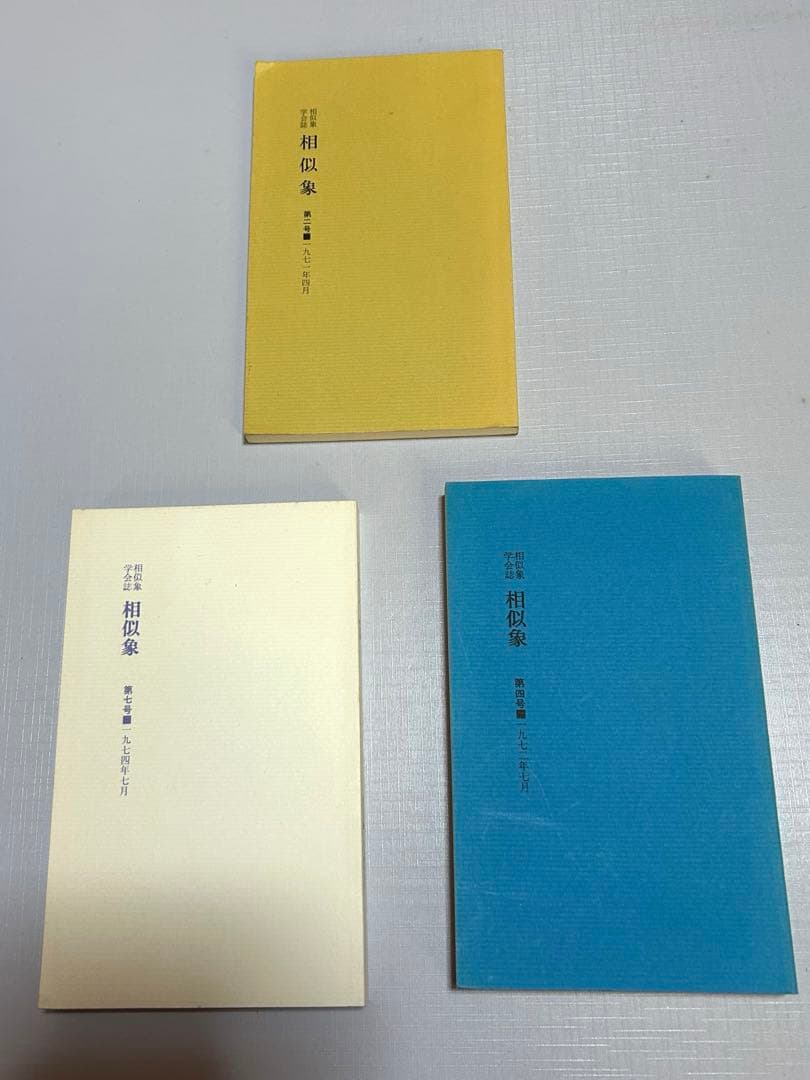 相似象
学会誌
相似象
第二号■一九七一年四月
相似象
学会誌
相似象
第七号■一九七四年七月
相似象
学会誌
相似象
第四号■一九七二年七月